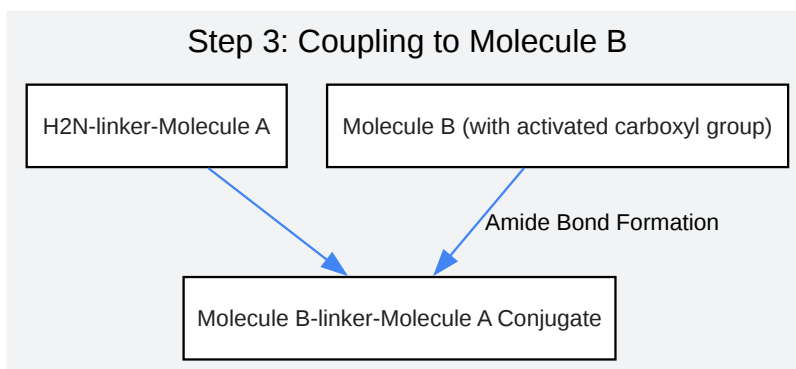 Step 3: Coupling to Molecule B
H2N-linker-Molecule A
Molecule B (with activated carboxyl group)
Amide Bond Formation
Molecule B-linker-Molecule A Conjugate